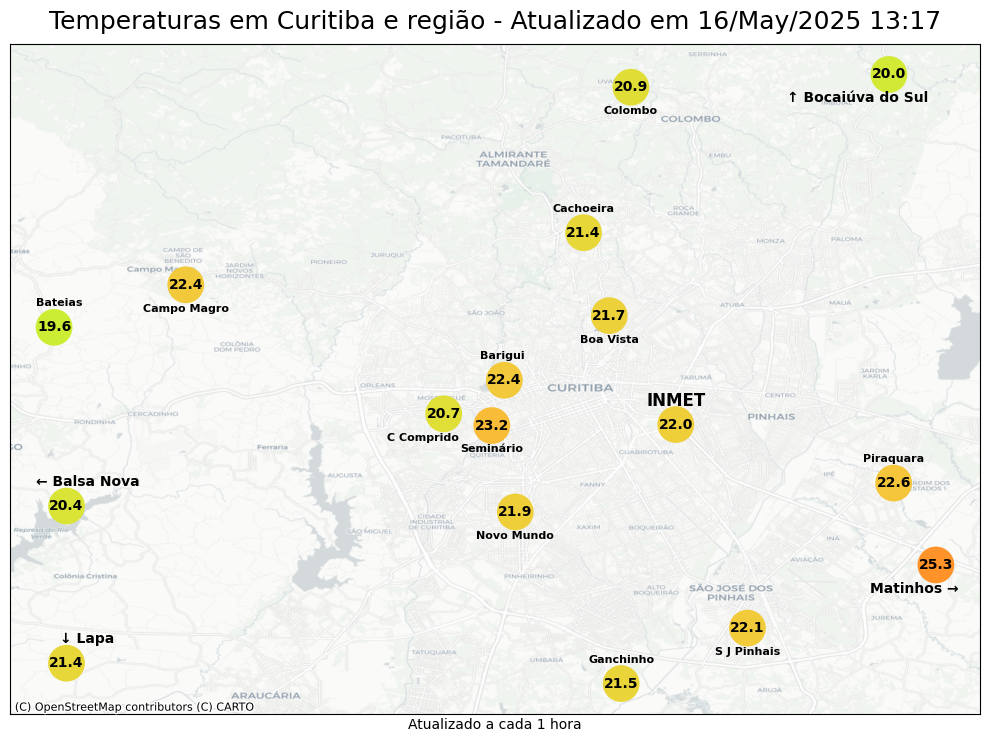 Temperaturas em Curitiba e região - Atualizado em 16/May/2025 13:17
SERRINHA
20.0
↑ Bocaiúva do Sul
20.9
Colombo
COLOMBO
PACOTUBA
ALMIRANTE
TAMANDARÉ
EMBU
Cachoeira
21.4
ROÇA
GRANDE
MONZA
PALOMA
CAMPO DE
SÃO
BENEDITO
JURUQUI
PIONEIRO
JARDIM
NOVOS
HORIZONTES
22.4
Campo Magro
Bateias
19.6
COLÔNIA
DOM PEDRO
SÃO JOÃO
21.7
Boa Vista
ATUBA
MAUÁ
Barigui
22.4
ORLEANS
CURITIBA
TARUMÃ
JARDIM
KARLA
CENTRO
INMET
22.0
PINHAIS
20.7
C Comprido
23.2
Seminário
CERCADINHO
RONDINHA
Ferraria
GUABIROTUBA
Piraquara
22.6
IPÊ
AUGUSTA
FANNY
← Balsa Nova
20.4
21.9
Novo Mundo
CIDADE
INDUSTRIAL
DE CURITIBA
SÃO MIGUEL
XAXIM
BOQUEIRÃO
INÁ
Represa do Rio
Verde
AVIAÇÃO
25.3
Matinhos →
Colônia Cristina
PINHEIRINHO
ALTO
BOQUEIRÃO
SÃO JOSÉ DOS
PINHAIS
JUREMA
22.1
S J Pinhais
↓ Lapa
21.4
TATUQUARA
UMBARÁ
Ganchinho
21.5
ARUJÁ
ARAUCÁRIA
(C) OpenStreetMap contributors (C) CARTO
Atualizado a cada 1 hora